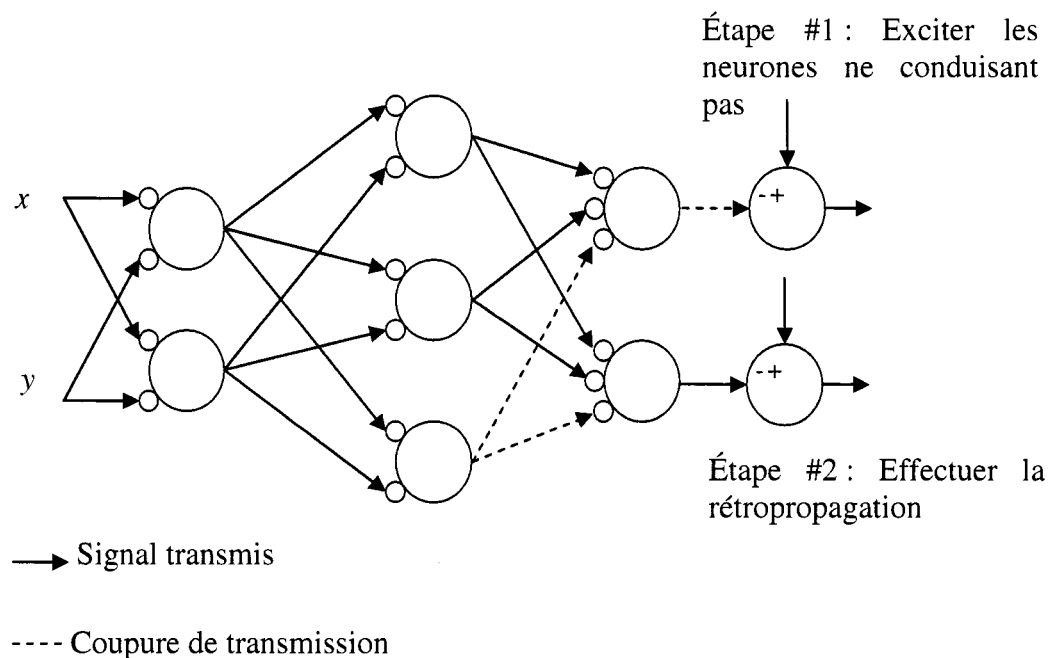 Étape #1 : Exciter les
neurones ne conduisant
pas
x
-+
y
-+
Étape #2 : Effectuer la
rétropropagation
Signal transmis
Coupure de transmission